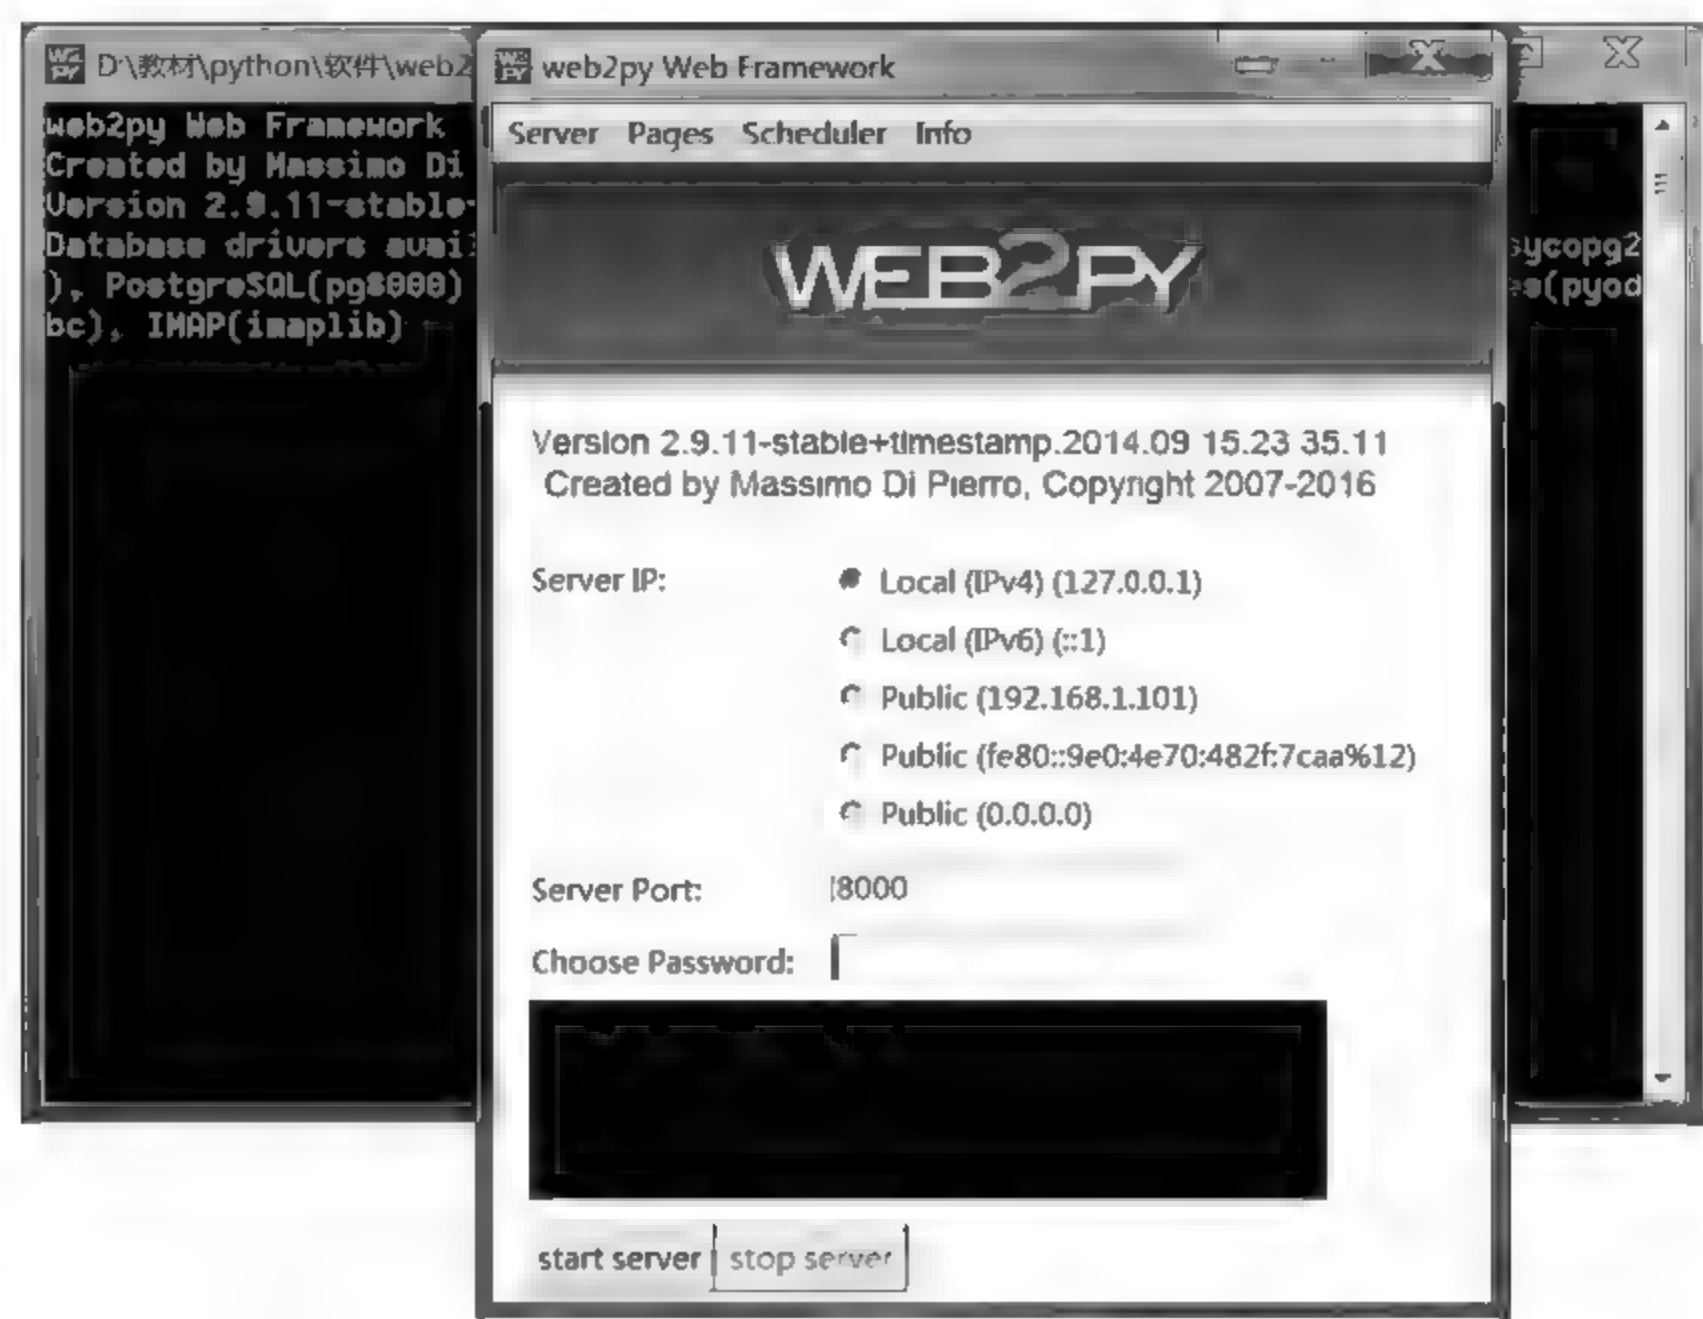 D:\教材\python\软件\web2
web2py Web Framework
Created by Massimo Di
Version 2.9.11-stable
Database drivers avai
), PostgreSQL(pg8000)
bc), IMAP(imaplib)
sycopg2
es(pyod
web2py Web Framework
Server Pages Scheduler Info
WEB2PY
Version 2.9.11-stable+timestamp.2014.09 15.23 35.11
Created by Massimo Di Pierro, Copyright 2007-2016
Server IP:
Local (IPv4) (127.0.0.1)
Local (IPv6) (::1)
Public (192.168.1.101)
Public (fe80::9e0:4e70:482f:7caa%12)
Public (0.0.0.0)
Server Port: 8000
Choose Password:
start server stop server